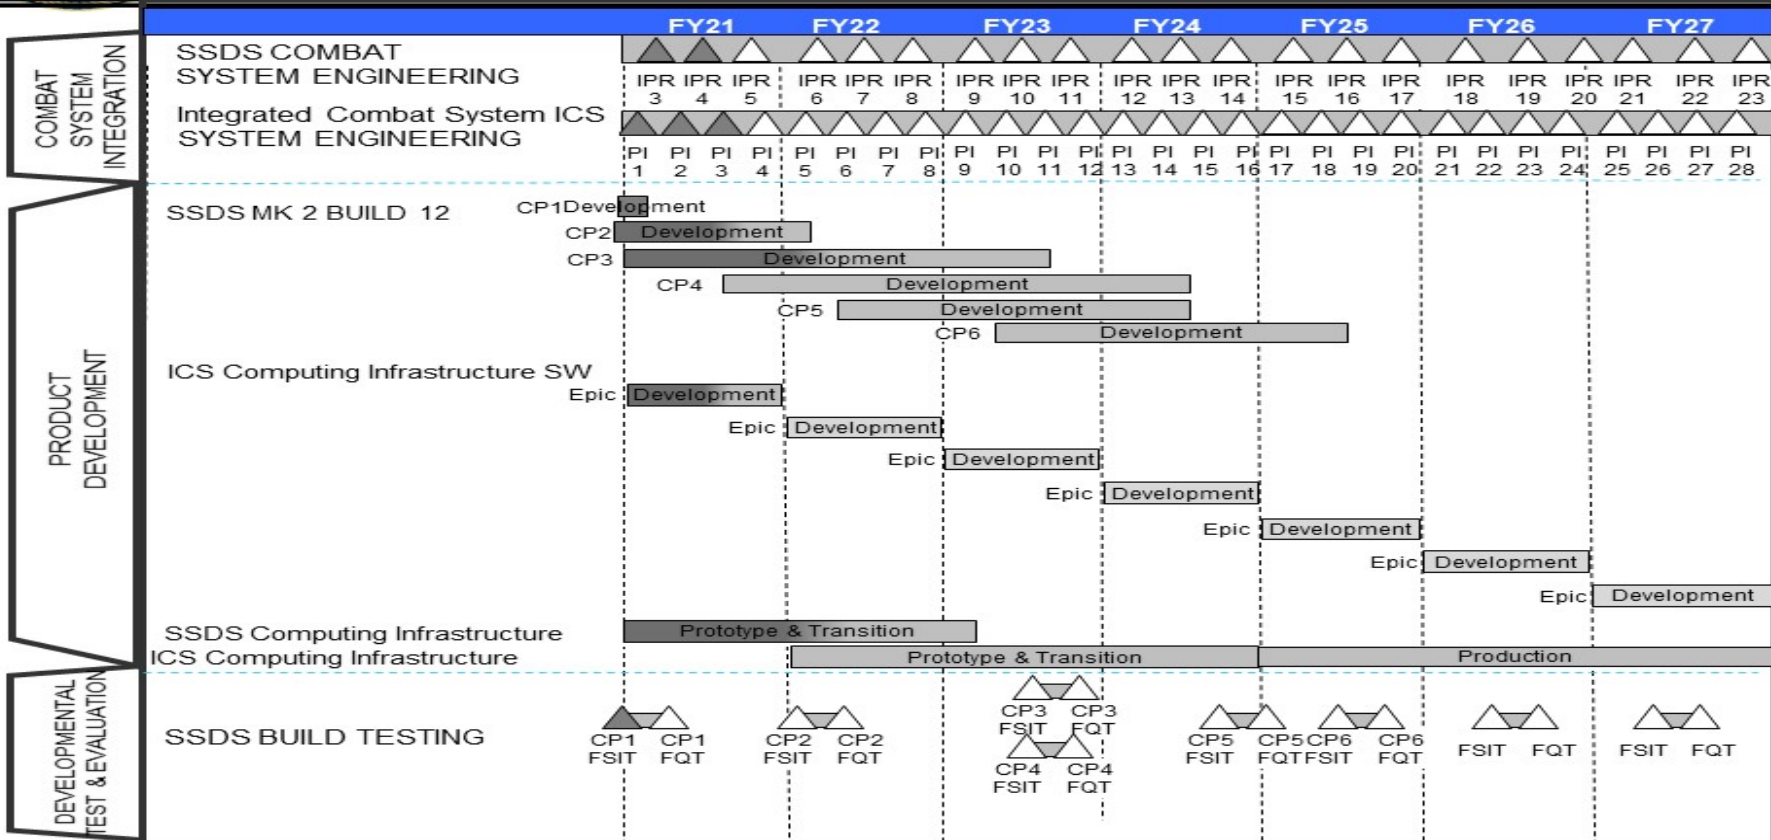 FY21 FY22 FY23 FY24 FY25 FY26 FY27
COMBAT
SYSTEM
INTEGRATION
SSDS COMBAT
SYSTEM ENGINEERING
IPR IPR IPR IPR IPR IPR IPR IPR IPR IPR IPR IPR IPR IPR IPR IPR IPR IPR IPR IPR IPR
3 4 5 6 7 8 9 10 11 12 13 14 15 16 17 18 19 20 21 22 23
Integrated Combat System ICS
SYSTEM ENGINEERING
PI PI PI PI PI PI PI PI PI PI PI PI PI PI PI PI PI PI PI PI PI PI PI PI PI PI PI PI
1 2 3 4 5 6 7 8 9 10 11 12 13 14 15 16 17 18 19 20 21 22 23 24 25 26 27 28
PRODUCT
DEVELOPMENT
SSDS MK 2 BUILD 12
CP1 Development
CP2 Development
CP3 Development
CP4 Development
CP5 Development
CP6 Development
ICS Computing Infrastructure SW
Epic Development
Epic Development
Epic Development
Epic Development
Epic Development
Epic Development
Epic Development
SSDS Computing Infrastructure Prototype & Transition
ICS Computing Infrastructure Prototype & Transition Production
DEVELOPMENTAL
TEST & EVALUATION
SSDS BUILD TESTING
CP1 CP1 CP2 CP2 CP3 CP3 CP5 CP5 CP6 CP6
FSIT FQT FSIT FQT FSIT FQT FSIT FQT FSIT FQT FSIT FQT FSIT FQT
CP4 CP4
FSIT FQT